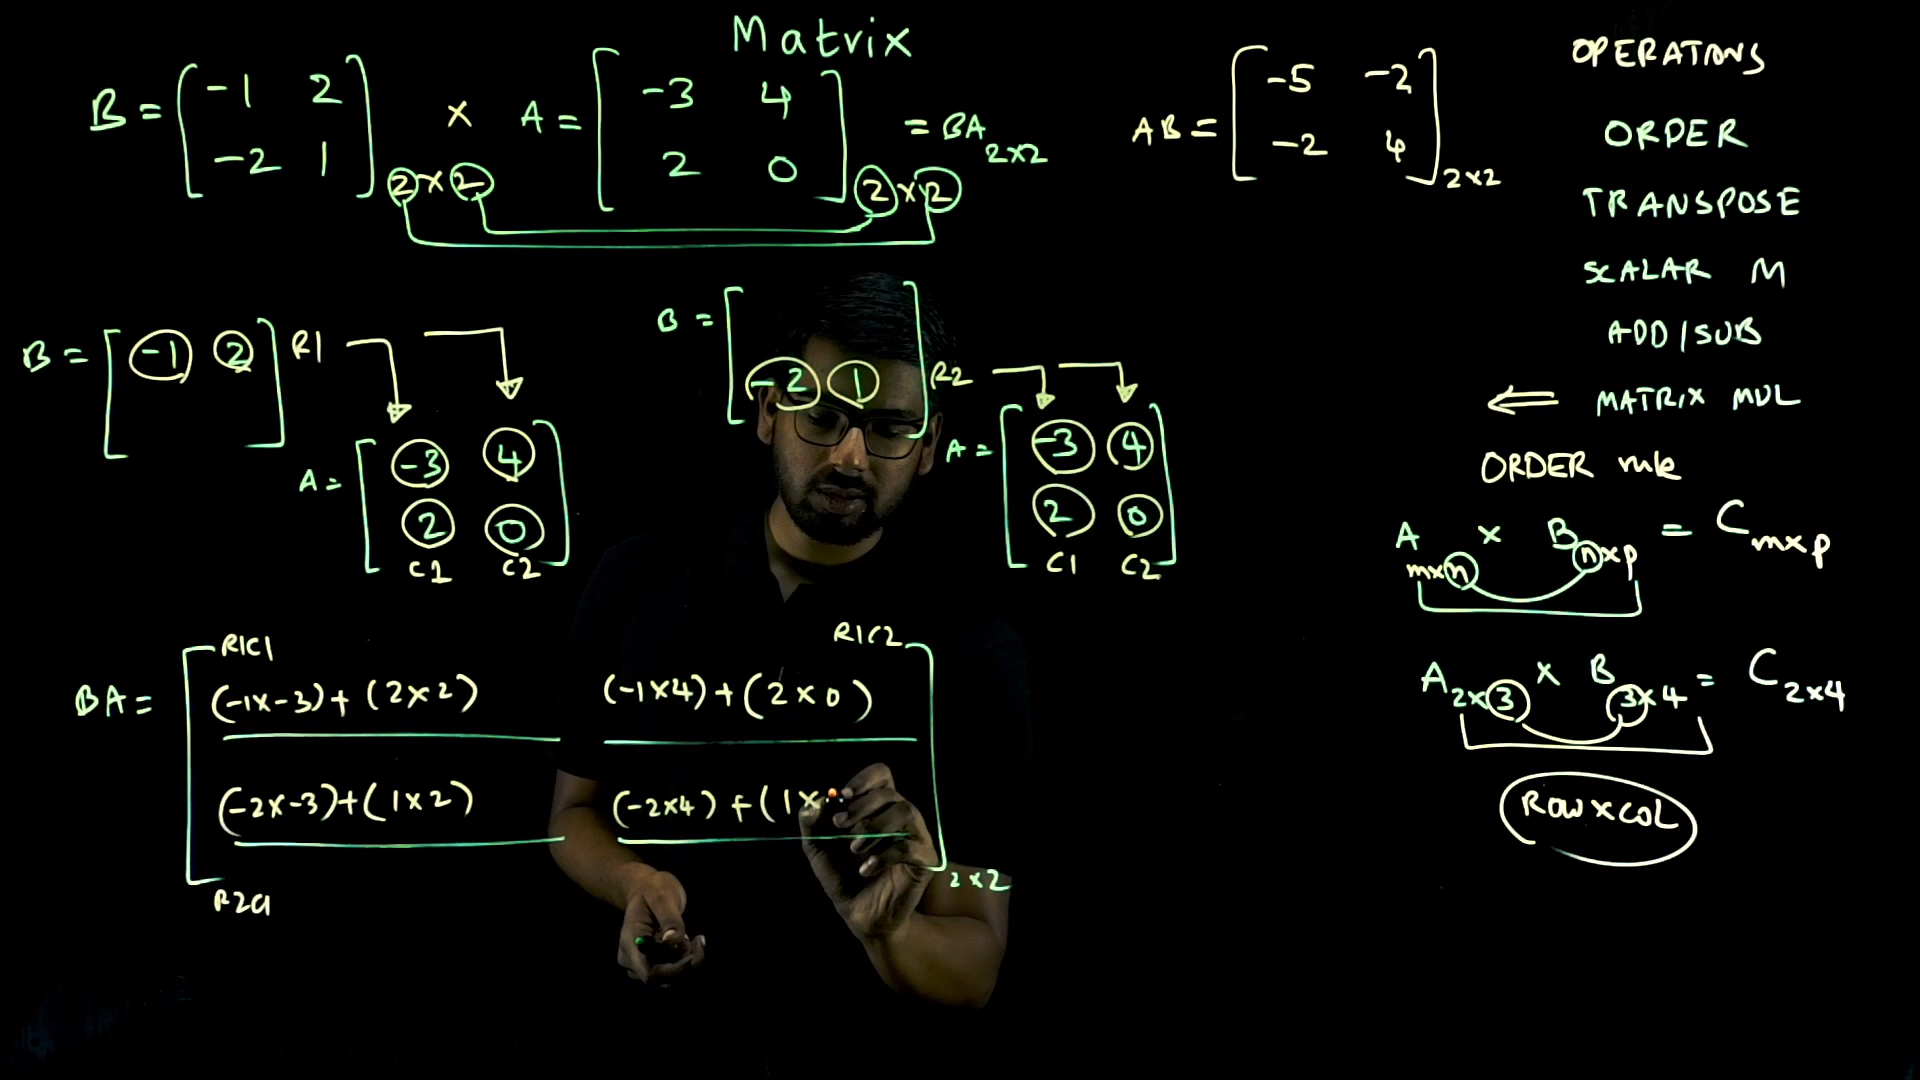 Matrix
B = [ -1 2
-2 1 ] 2×2 × A = [ -3 4
2 0 ] 2×2 = BA 2×2
AB = [ -5 -2
-2 4 ] 2×2
B = [ -1 2 ] R1
A = [ -3 4
2 0 ]
C1 C2
B = [ -2 1 ] R2
A = [ -3 4
2 0 ]
C1 C2
R1C1 R1C2
BA = [ (-1×-3)+(2×2) (-1×4)+(2×0)
(-2×-3)+(1×2) (-2×4)+(1× ] 2×2
R2C1
OPERATIONS
ORDER
TRANSPOSE
SCALAR M
ADD/SUB
⇐ MATRIX MUL
ORDER rule
A m×n × B n×p = C m×p
A 2×3 × B 3×4 = C 2×4
ROW×COL